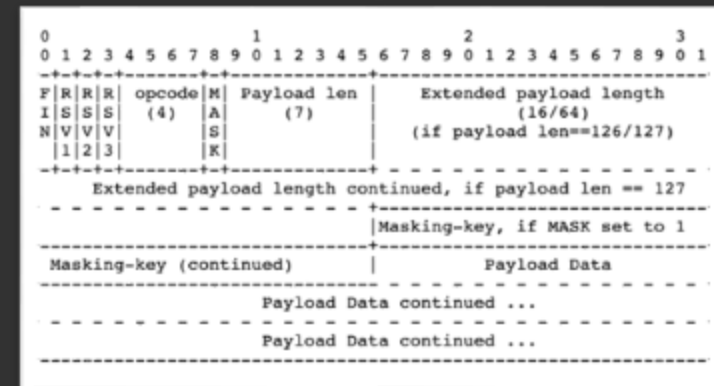 0                   1                   2                   3
0 1 2 3 4 5 6 7 8 9 0 1 2 3 4 5 6 7 8 9 0 1 2 3 4 5 6 7 8 9 0 1
F|R|R|R| opcode|M| Payload len | Extended payload length
I|S|S|S| (4) |A| (7) | (16/64)
N|V|V|V| |S| | (if payload len==126/127)
|1|2|3| |K| |
Extended payload length continued, if payload len == 127
|Masking-key, if MASK set to 1
Masking-key (continued) | Payload Data
Payload Data continued ...
Payload Data continued ...